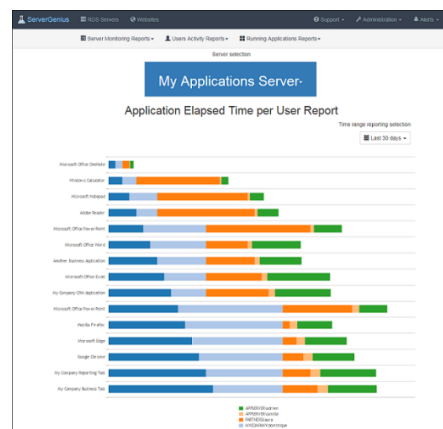 ServerGenius RDS Servers Websites Support Administration Alerts
Server Monitoring Reports Users Activity Reports Running Applications Reports
Server selection
My Applications Server
Application Elapsed Time per User Report
Time range reporting selection
Last 30 days
Microsoft Office OneNote
Windows Calculator
Microsoft Notepad
Adobe Reader
Microsoft Office PowerPoint
Microsoft Office Word
Another Business Application
Microsoft Office Excel
My Company CRM Application
Microsoft Office PowerPoint
Mozilla Firefox
Microsoft Edge
Google Chrome
My Company Reporting Tool
My Company Business Tool